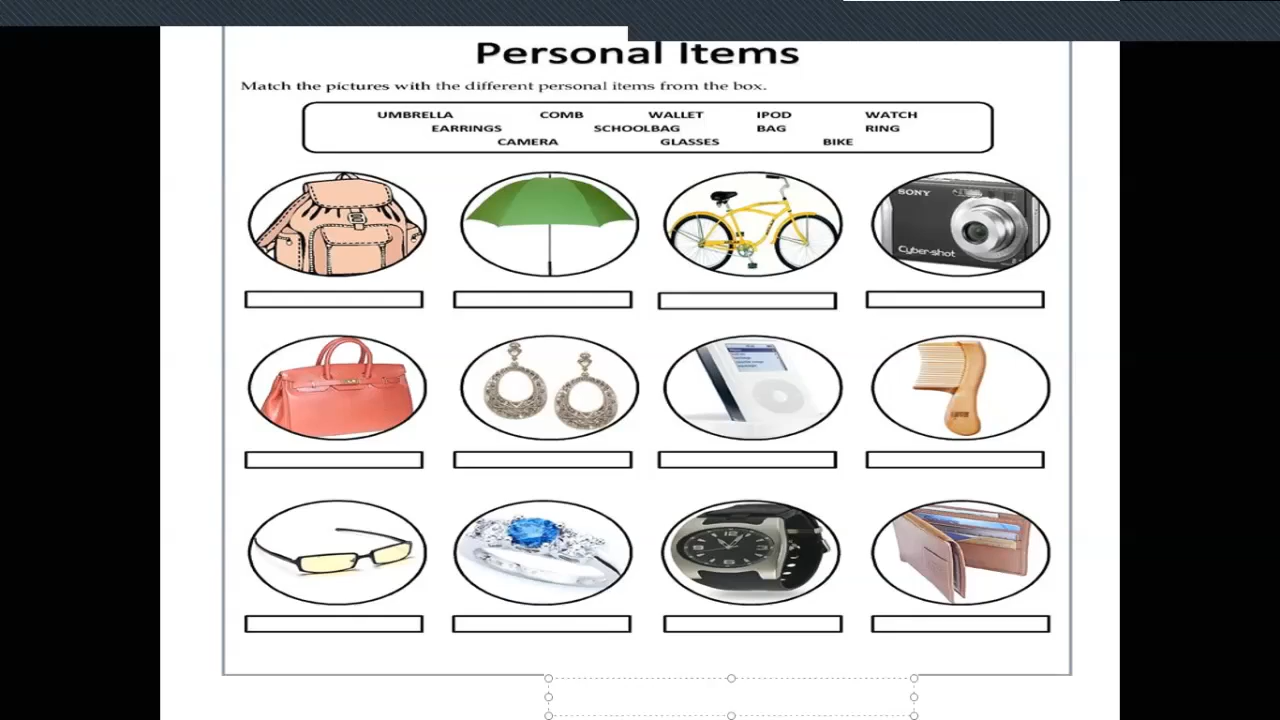 Personal Items
Match the pictures with the different personal items from the box.
UMBRELLA COMB WALLET IPOD WATCH
EARRINGS SCHOOLBAG BAG RING
CAMERA GLASSES BIKE
SONY
Cyber-shot